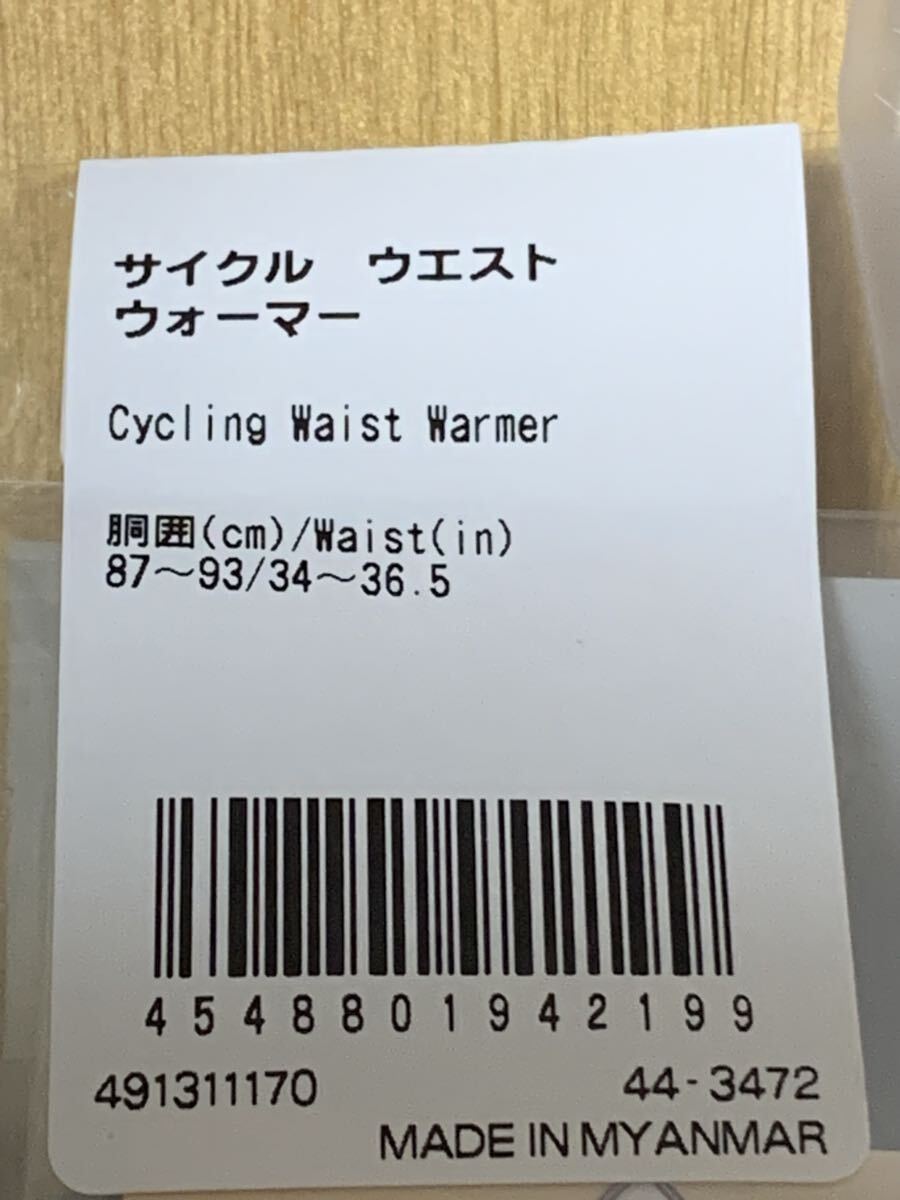 サイクル　ウエスト
ウォーマー
Cycling Waist Warmer
胴囲(cm)/Waist(in)
87～93/34～36.5
4548801942199
491311170 44-3472
MADE IN MYANMAR